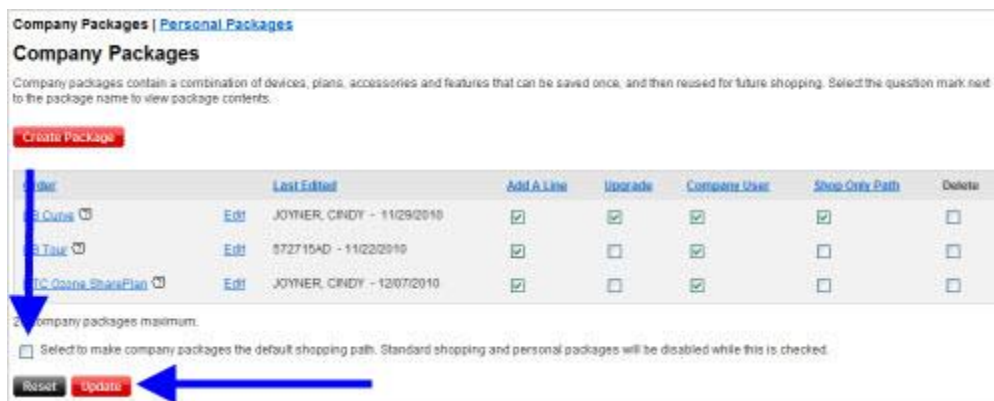 Company Packages | Personal Packages
Company Packages
Company packages contain a combination of devices, plans, accessories and features that can be saved once, and then reused for future shopping. Select the question mark next
to the package name to view package contents.
Create Package
Last Edited Add A Line Upgrade Company User Shop Only Path Delete
Curve Edit JOYNER, CINDY - 11/29/2010
Tour Edit 572715AD - 11/22/2010
Ozone SharePlan Edit JOYNER, CINDY - 12/07/2010
company packages maximum.
Select to make company packages the default shopping path. Standard shopping and personal packages will be disabled while this is checked.
Reset Update